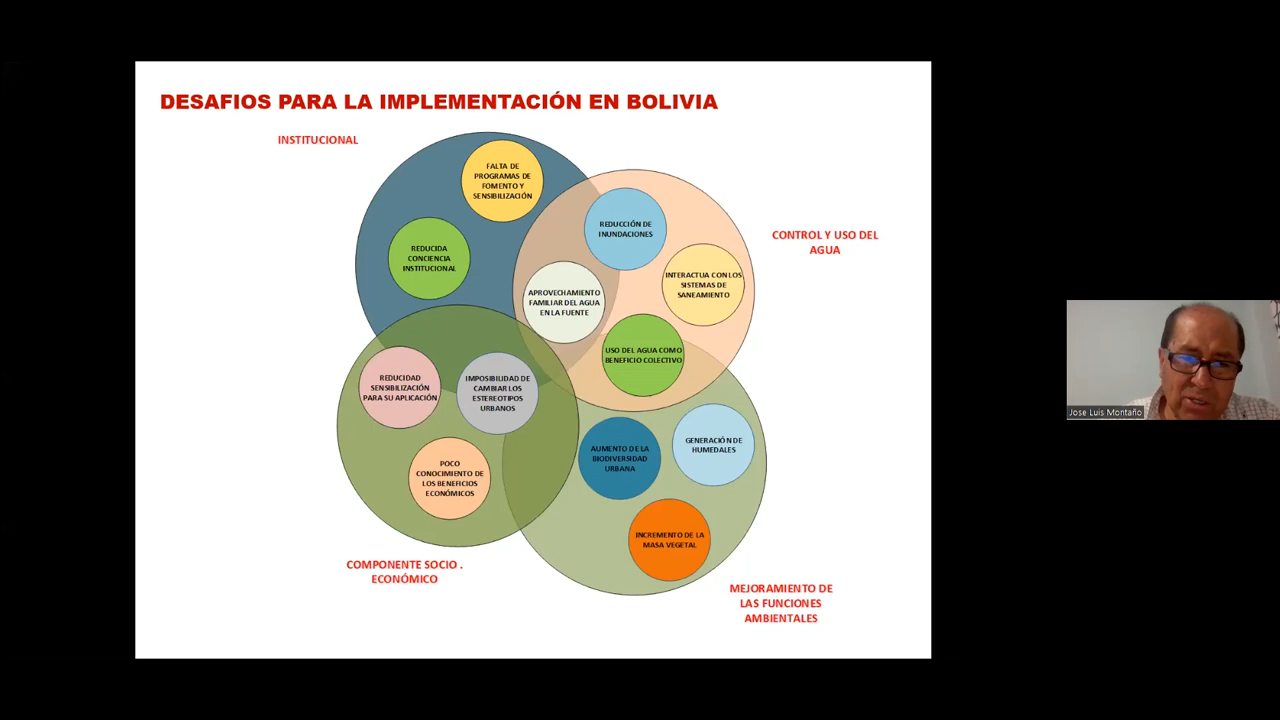 DESAFIOS PARA LA IMPLEMENTACIÓN EN BOLIVIA
INSTITUCIONAL
FALTA DE
PROGRAMAS DE
FOMENTO Y
SENSIBILIZACIÓN
REDUCIDA
CONCIENCIA
INSTITUCIONAL
REDUCCIÓN DE
INUNDACIONES
CONTROL Y USO DEL
AGUA
INTERACTUA CON LOS
SISTEMAS DE
SANEAMIENTO
APROVECHAMIENTO
FAMILIAR DEL AGUA
EN LA FUENTE
USO DEL AGUA COMO
BENEFICIO COLECTIVO
REDUCIDAD
SENSIBILIZACIÓN
PARA SU APLICACIÓN
IMPOSIBILIDAD DE
CAMBIAR LOS
ESTEREOTIPOS
URBANOS
POCO
CONOCIMIENTO DE
LOS BENEFICIOS
ECONÓMICOS
AUMENTO DE LA
BIODIVERSIDAD
URBANA
GENERACIÓN DE
HUMEDALES
INCREMENTO DE LA
MASA VEGETAL
COMPONENTE SOCIO .
ECONÓMICO
MEJORAMIENTO DE
LAS FUNCIONES
AMBIENTALES
Jose Luis Montaño